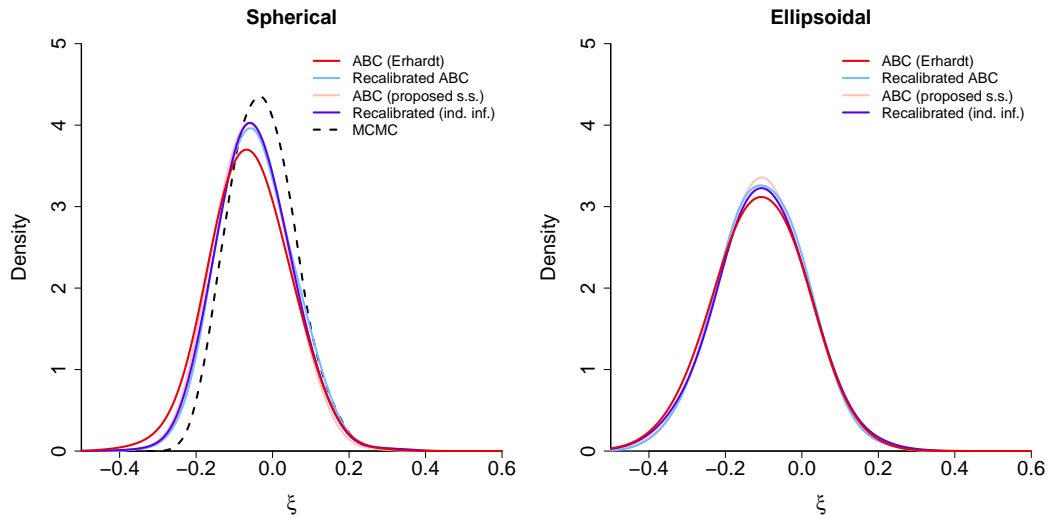 Spherical
5
4
3
2
1
0
Density
ABC (Erhardt)
Recalibrated ABC
ABC (proposed s.s.)
Recalibrated (ind. inf.)
MCMC
−0.4 −0.2 0.0 0.2 0.4 0.6
ξ
Ellipsoidal
5
4
3
2
1
0
Density
ABC (Erhardt)
Recalibrated ABC
ABC (proposed s.s.)
Recalibrated (ind. inf.)
−0.4 −0.2 0.0 0.2 0.4 0.6
ξ